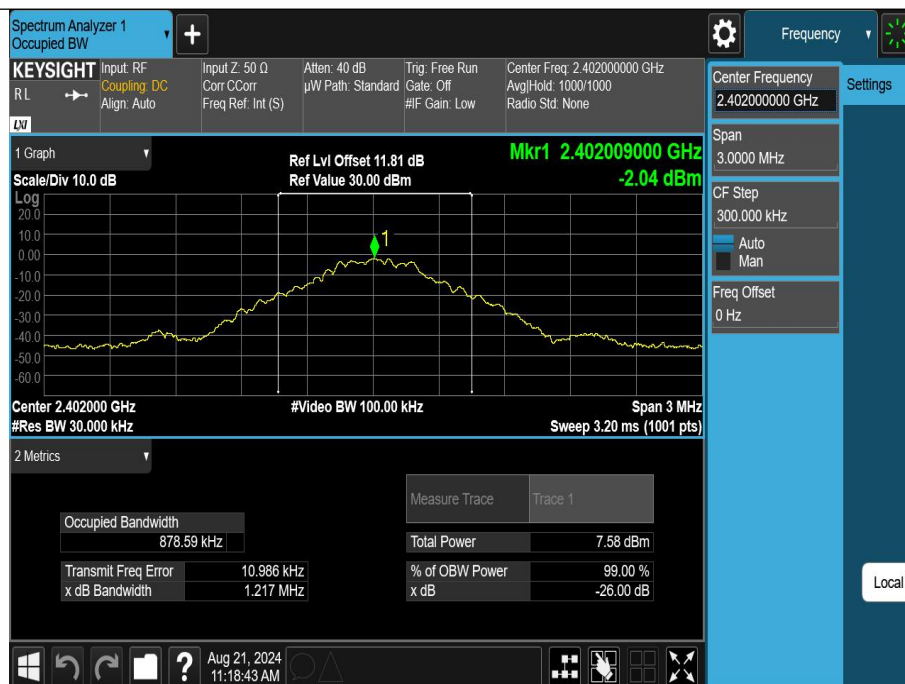 Spectrum Analyzer 1
Occupied BW
+
Frequency
KEYSIGHT
RL
LXI
Input: RF
Coupling: DC
Align: Auto
Input Z: 50 Ω
Corr CCorr
Freq Ref: Int (S)
Atten: 40 dB
µW Path: Standard
Trig: Free Run
Gate: Off
#IF Gain: Low
Center Freq: 2.402000000 GHz
Avg|Hold: 1000/1000
Radio Std: None
Center Frequency
2.402000000 GHz
Settings
Span
3.0000 MHz
CF Step
300.000 kHz
Auto
Man
Freq Offset
0 Hz
Local
1 Graph
Scale/Div 10.0 dB
Ref Lvl Offset 11.81 dB
Ref Value 30.00 dBm
Mkr1 2.402009000 GHz
-2.04 dBm
Log
20.0
10.0
0.00
-10.0
-20.0
-30.0
-40.0
-50.0
-60.0
1
Center 2.402000 GHz
#Res BW 30.000 kHz
#Video BW 100.00 kHz
Span 3 MHz
Sweep 3.20 ms (1001 pts)
2 Metrics
Measure Trace Trace 1
Occupied Bandwidth
878.59 kHz
Total Power 7.58 dBm
Transmit Freq Error 10.986 kHz
% of OBW Power 99.00 %
x dB Bandwidth 1.217 MHz
x dB -26.00 dB
?
Aug 21, 2024
11:18:43 AM